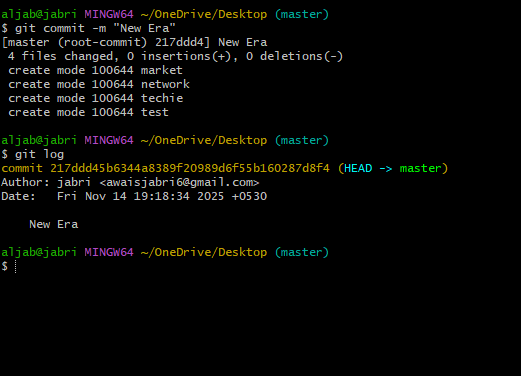 aljab@jabri MINGW64 ~/OneDrive/Desktop (master)
$ git commit -m "New Era"
[master (root-commit) 217ddd4] New Era
 4 files changed, 0 insertions(+), 0 deletions(-)
 create mode 100644 market
 create mode 100644 network
 create mode 100644 techie
 create mode 100644 test
aljab@jabri MINGW64 ~/OneDrive/Desktop (master)
$ git log
commit 217ddd45b6344a8389f20989d6f55b160287d8f4 (HEAD -> master)
Author: jabri <awaisjabri6@gmail.com>
Date:   Fri Nov 14 19:18:34 2025 +0530
    New Era
aljab@jabri MINGW64 ~/OneDrive/Desktop (master)
$